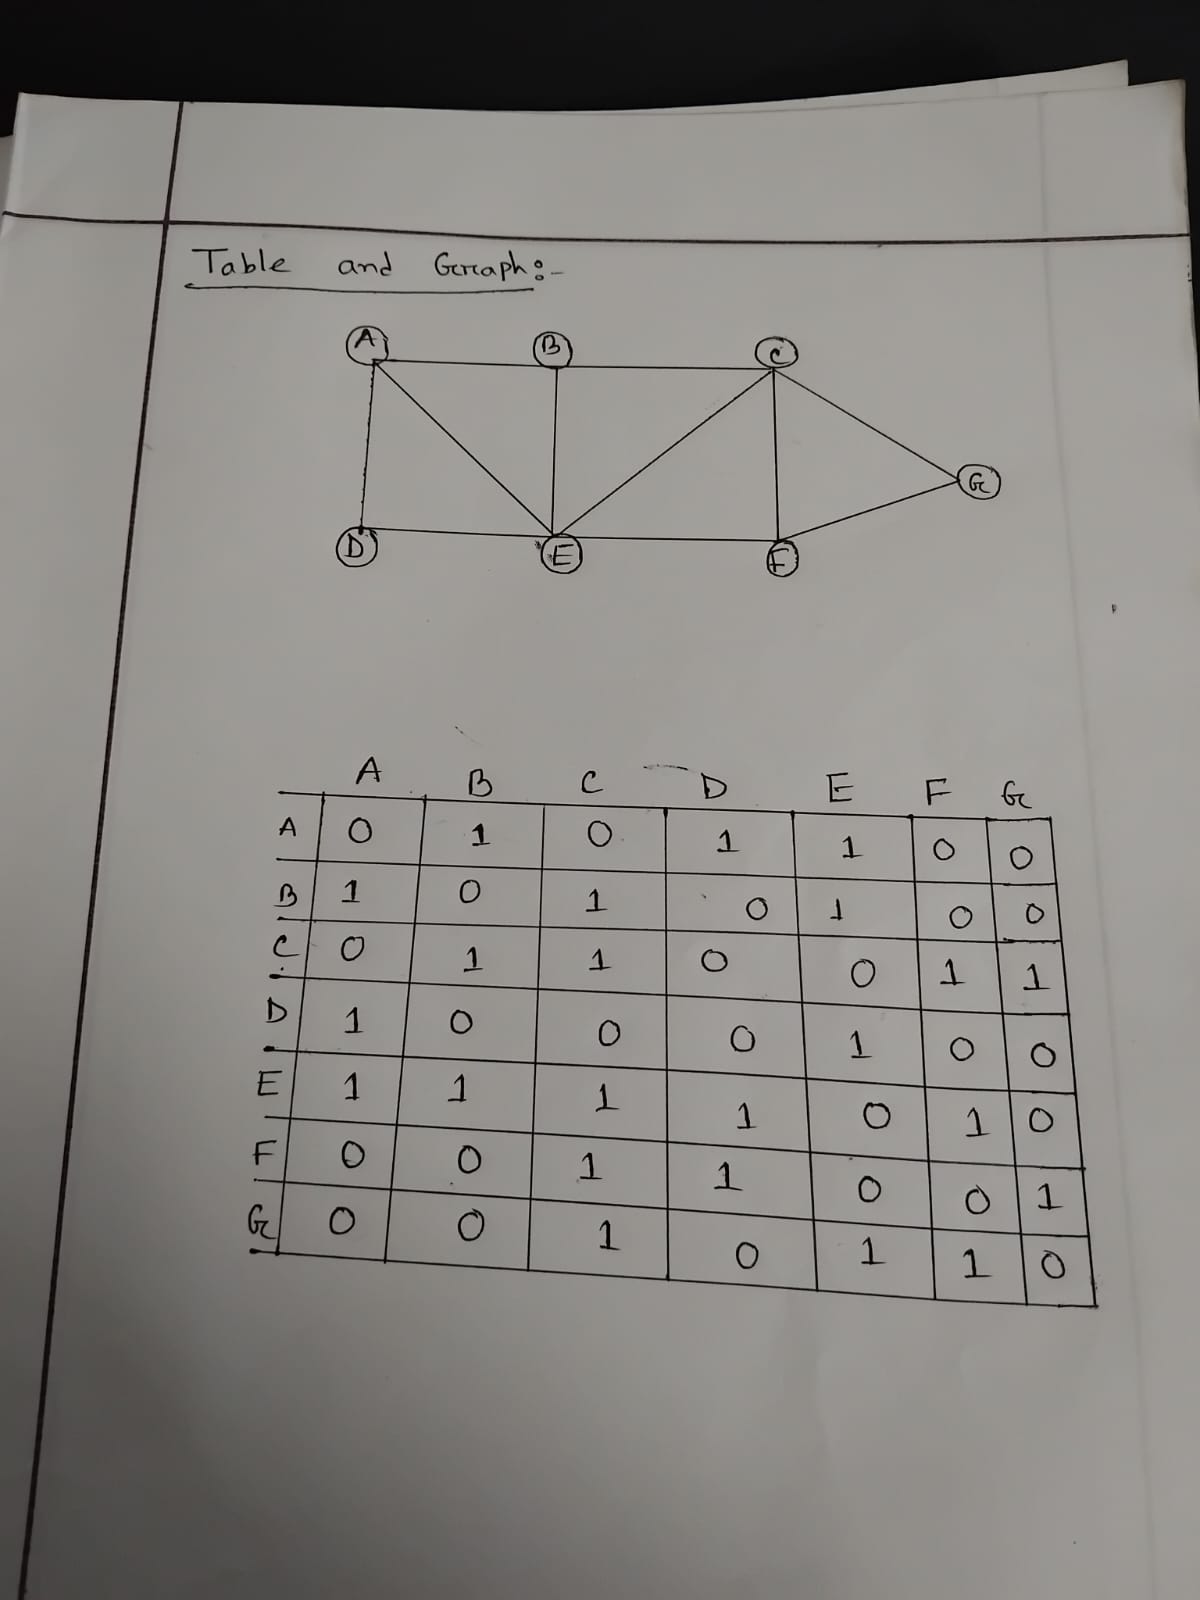 Table and Graph:-
A B C
G
D E F
A B C D E F G
A 0 1 0 1 1 0 0
B 1 0 1 0 1 0 0
C 0 1 1 0 0 1 1
D 1 0 0 0 1 0 0
E 1 1 1 1 0 1 0
F 0 0 1 1 0 0 1
G 0 0 1 0 1 1 0